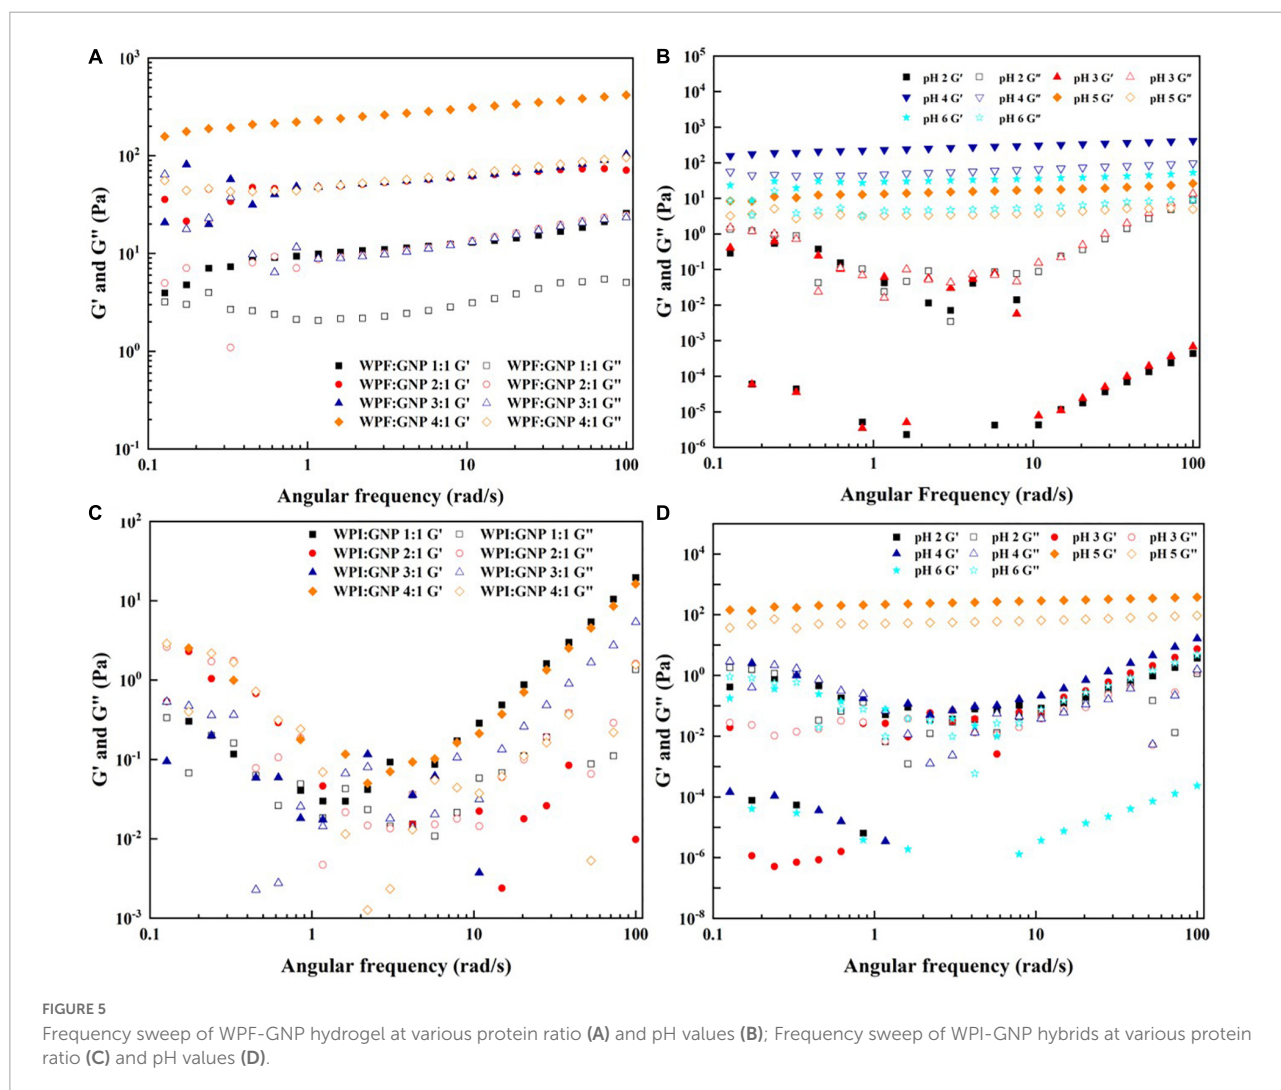 A
10³
10²
10¹
10⁰
10⁻¹
G' and G'' (Pa)
WPF:GNP 1:1 G' WPF:GNP 1:1 G''
WPF:GNP 2:1 G' WPF:GNP 2:1 G''
WPF:GNP 3:1 G' WPF:GNP 3:1 G''
WPF:GNP 4:1 G' WPF:GNP 4:1 G''
0.1 1 10 100
Angular frequency (rad/s)
B
10⁵
10⁴
10³
10²
10¹
10⁰
10⁻¹
10⁻²
10⁻³
10⁻⁴
10⁻⁵
10⁻⁶
G' and G'' (Pa)
pH 2 G' pH 2 G'' pH 3 G' pH 3 G''
pH 4 G' pH 4 G'' pH 5 G' pH 5 G''
pH 6 G' pH 6 G''
0.1 1 10 100
Angular Frequency (rad/s)
C
10²
10¹
10⁰
10⁻¹
10⁻²
10⁻³
G' and G'' (Pa)
WPI:GNP 1:1 G' WPI:GNP 1:1 G''
WPI:GNP 2:1 G' WPI:GNP 2:1 G''
WPI:GNP 3:1 G' WPI:GNP 3:1 G''
WPI:GNP 4:1 G' WPI:GNP 4:1 G''
0.1 1 10 100
Angular frequency (rad/s)
D
10⁴
10²
10⁰
10⁻²
10⁻⁴
10⁻⁶
10⁻⁸
G' and G'' (Pa)
pH 2 G' pH 2 G'' pH 3 G' pH 3 G''
pH 4 G' pH 4 G'' pH 5 G' pH 5 G''
pH 6 G' pH 6 G''
0.1 1 10 100
Angular frequency (rad/s)
FIGURE 5
Frequency sweep of WPF-GNP hydrogel at various protein ratio (A) and pH values (B); Frequency sweep of WPI-GNP hybrids at various protein
ratio (C) and pH values (D).